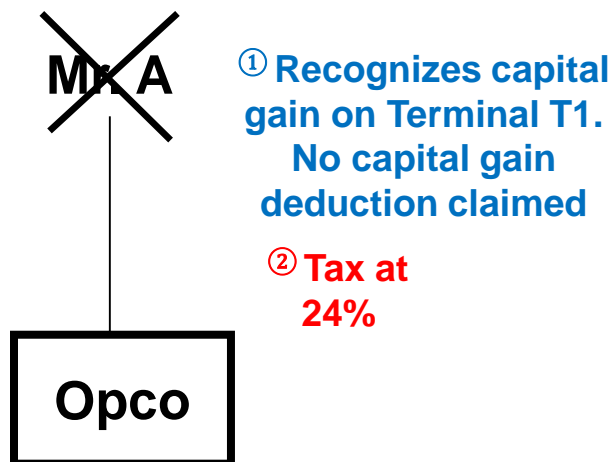 Mr. A
① Recognizes capital
gain on Terminal T1.
No capital gain
deduction claimed
② Tax at
24%
Opco